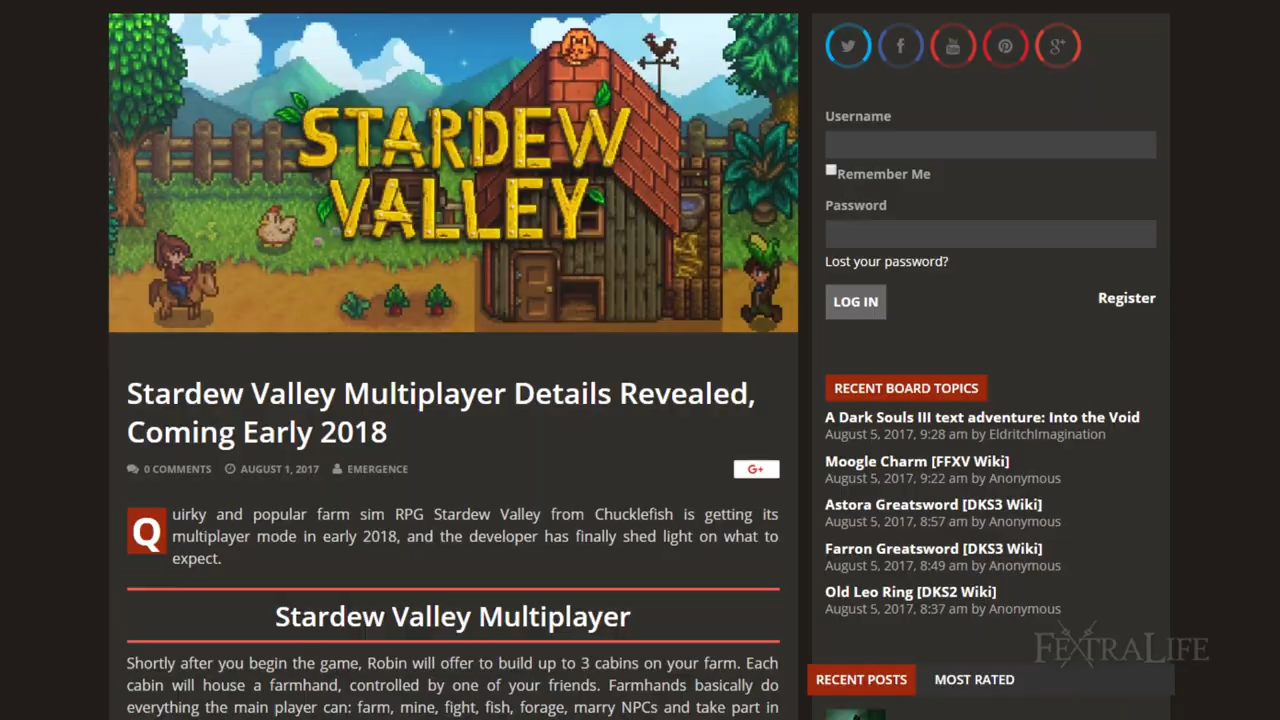 STARDEW
VALLEY
Stardew Valley Multiplayer Details Revealed,
Coming Early 2018
0 COMMENTS AUGUST 1, 2017 EMERGENCE
G+
Quirky and popular farm sim RPG Stardew Valley from Chucklefish is getting its
multiplayer mode in early 2018, and the developer has finally shed light on what to
expect.
Stardew Valley Multiplayer
Shortly after you begin the game, Robin will offer to build up to 3 cabins on your farm. Each
cabin will house a farmhand, controlled by one of your friends. Farmhands basically do
everything the main player can: farm, mine, fight, fish, forage, marry NPCs and take part in
Username
Remember Me
Password
Lost your password?
LOG IN
Register
RECENT BOARD TOPICS
A Dark Souls III text adventure: Into the Void
August 5, 2017, 9:28 am by EldritchImagination
Moogle Charm [FFXV Wiki]
August 5, 2017, 9:22 am by Anonymous
Astora Greatsword [DKS3 Wiki]
August 5, 2017, 8:57 am by Anonymous
Farron Greatsword [DKS3 Wiki]
August 5, 2017, 8:49 am by Anonymous
Old Leo Ring [DKS2 Wiki]
August 5, 2017, 8:37 am by Anonymous
FEXTRALIFE
RECENT POSTS MOST RATED